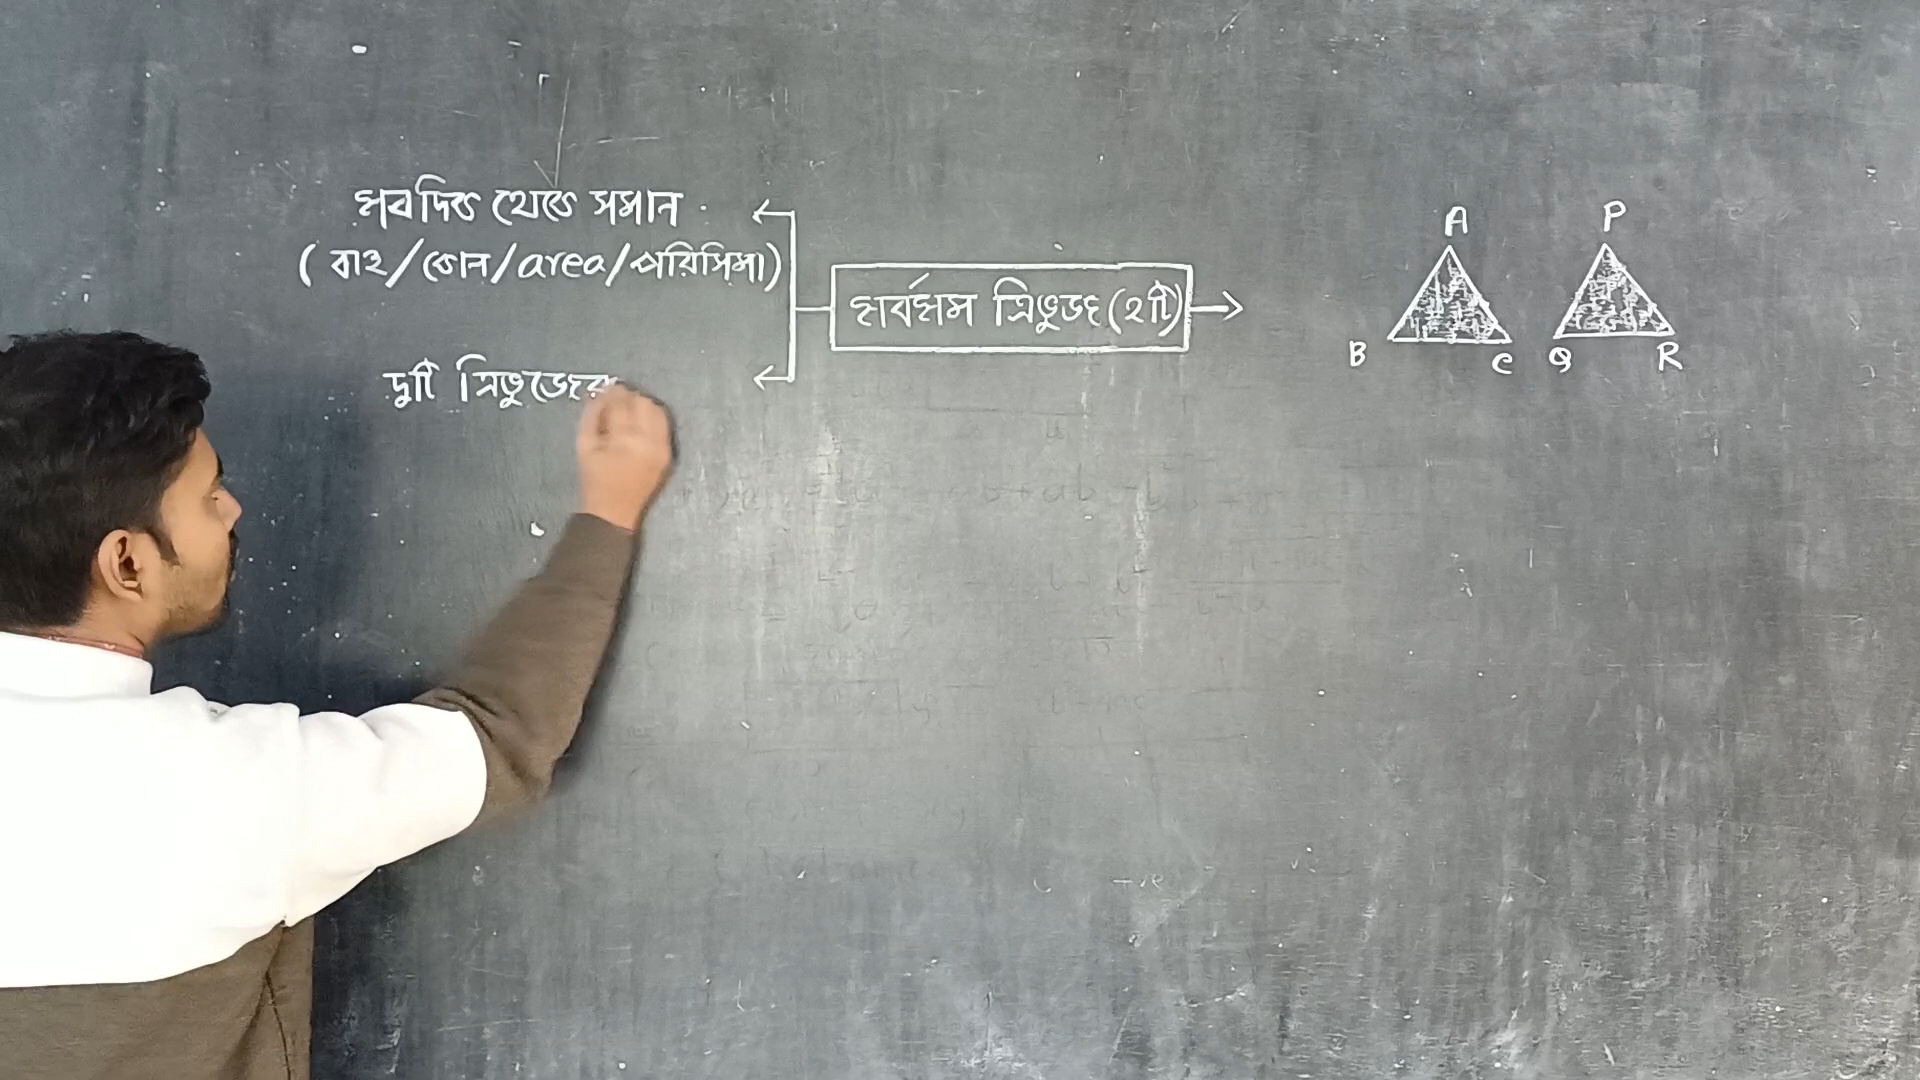 সবদিক থেকে সমান
( বাহু/কোন/area/পরিসিমা)
সর্বসম ত্রিভুজ (২টি)
দুটি ত্রিভুজের
A
B
C
P
Q
R